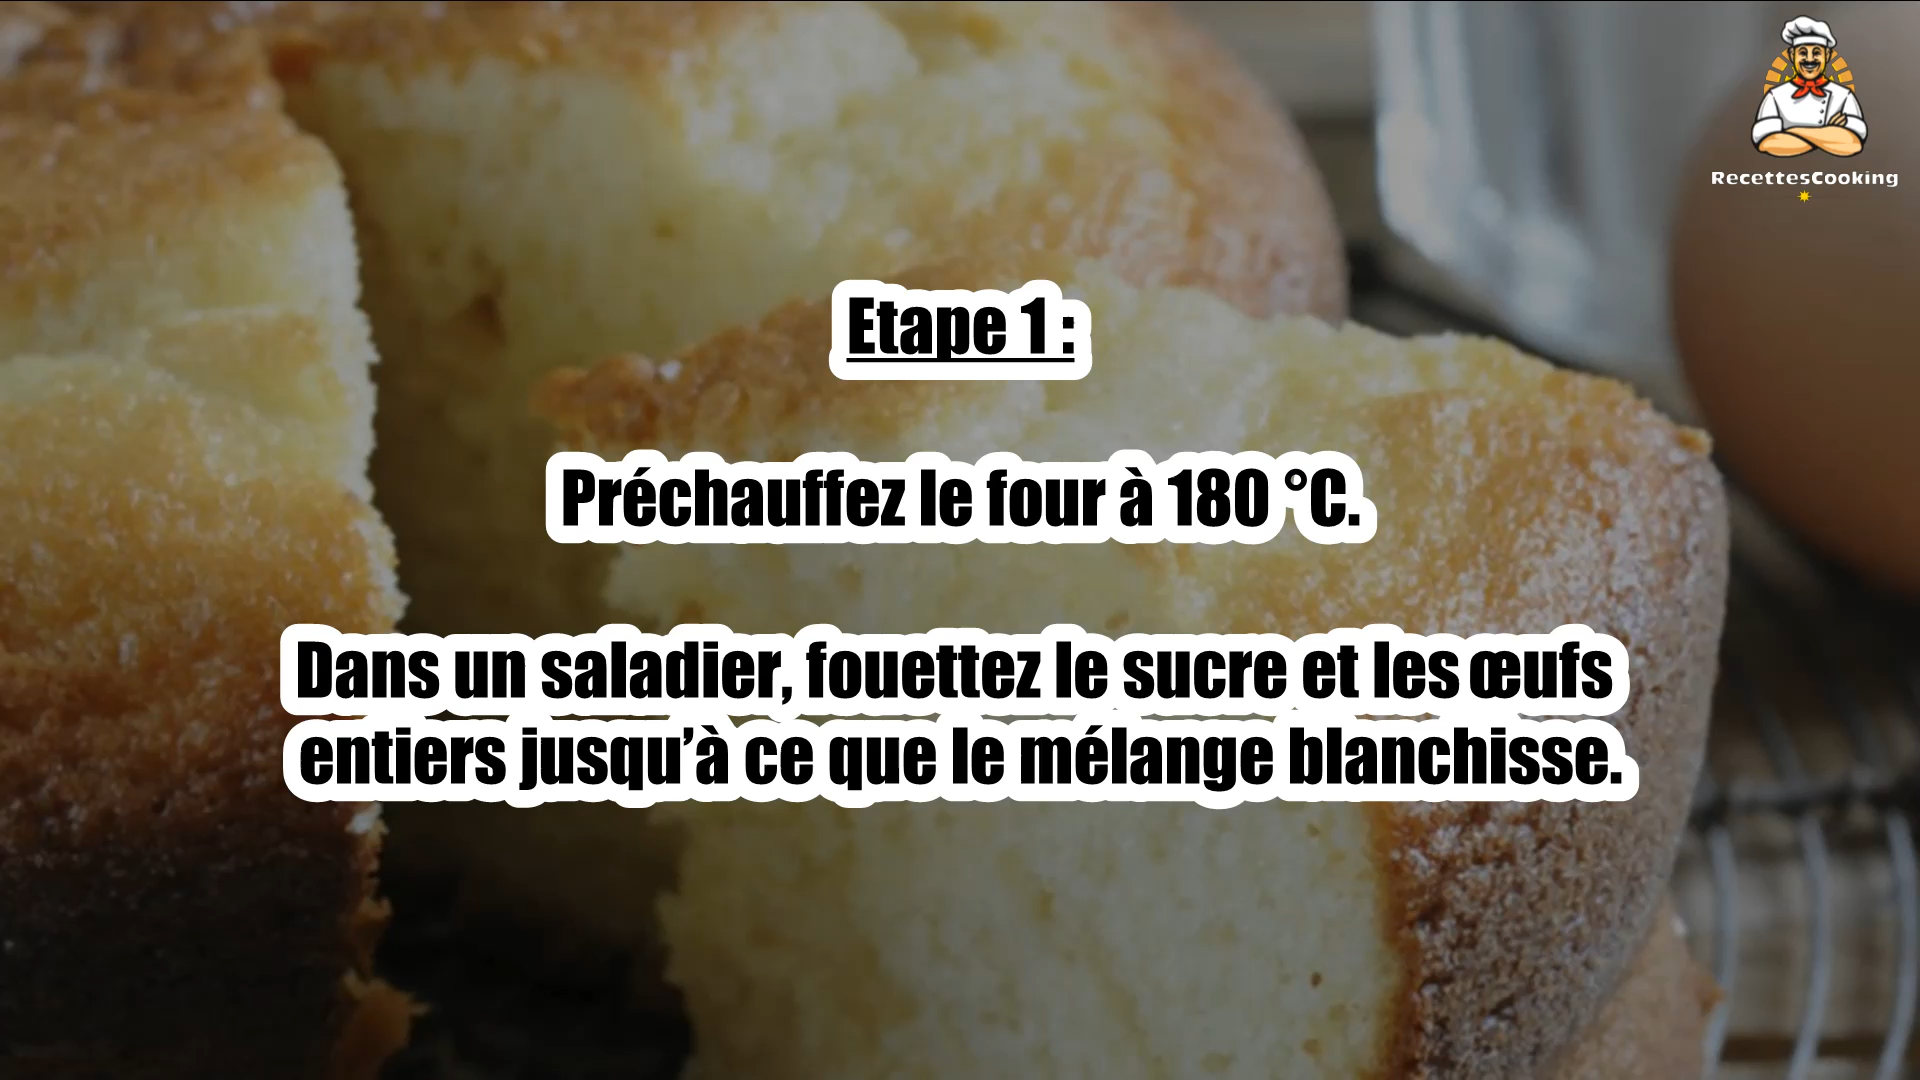 RecettesCooking
Etape 1 :
Préchauffez le four à 180 °C.
Dans un saladier, fouettez le sucre et les œufs
entiers jusqu’à ce que le mélange blanchisse.